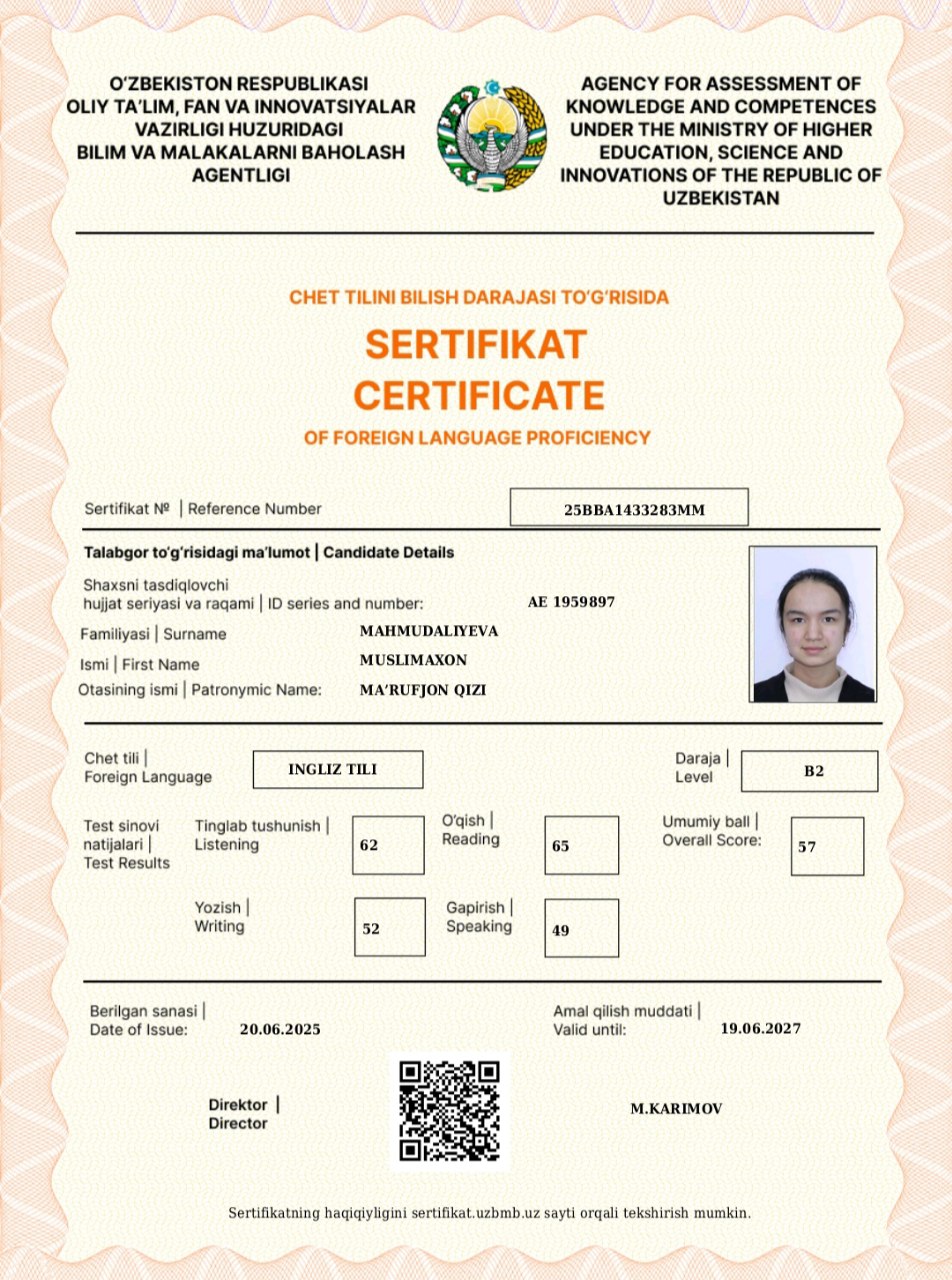 O‘ZBEKISTON RESPUBLIKASI
OLIY TA’LIM, FAN VA INNOVATSIYALAR
VAZIRLIGI HUZURIDAGI
BILIM VA MALAKALARNI BAHOLASH
AGENTLIGI
AGENCY FOR ASSESSMENT OF
KNOWLEDGE AND COMPETENCES
UNDER THE MINISTRY OF HIGHER
EDUCATION, SCIENCE AND
INNOVATIONS OF THE REPUBLIC OF
UZBEKISTAN
CHET TILINI BILISH DARAJASI TO‘G‘RISIDA
SERTIFIKAT
CERTIFICATE
OF FOREIGN LANGUAGE PROFICIENCY
Sertifikat № | Reference Number 25BBA1433283MM
Talabgor to‘g‘risidagi ma’lumot | Candidate Details
Shaxsni tasdiqlovchi
hujjat seriyasi va raqami | ID series and number: AE 1959897
Familiyasi | Surname MAHMUDALIYEVA
Ismi | First Name MUSLIMAXON
Otasining ismi | Patronymic Name: MA’RUFJON QIZI
Chet tili |
Foreign Language
INGLIZ TILI
Daraja |
Level
B2
Test sinovi
natijalari |
Test Results
Tinglab tushunish |
Listening
62
O‘qish |
Reading
65
Umumiy ball |
Overall Score:
57
Yozish |
Writing
52
Gapirish |
Speaking
49
Berilgan sanasi |
Date of Issue: 20.06.2025
Amal qilish muddati |
Valid until: 19.06.2027
Direktor |
Director
M.KARIMOV
Sertifikatning haqiqiyligini sertifikat.uzbmb.uz sayti orqali tekshirish mumkin.